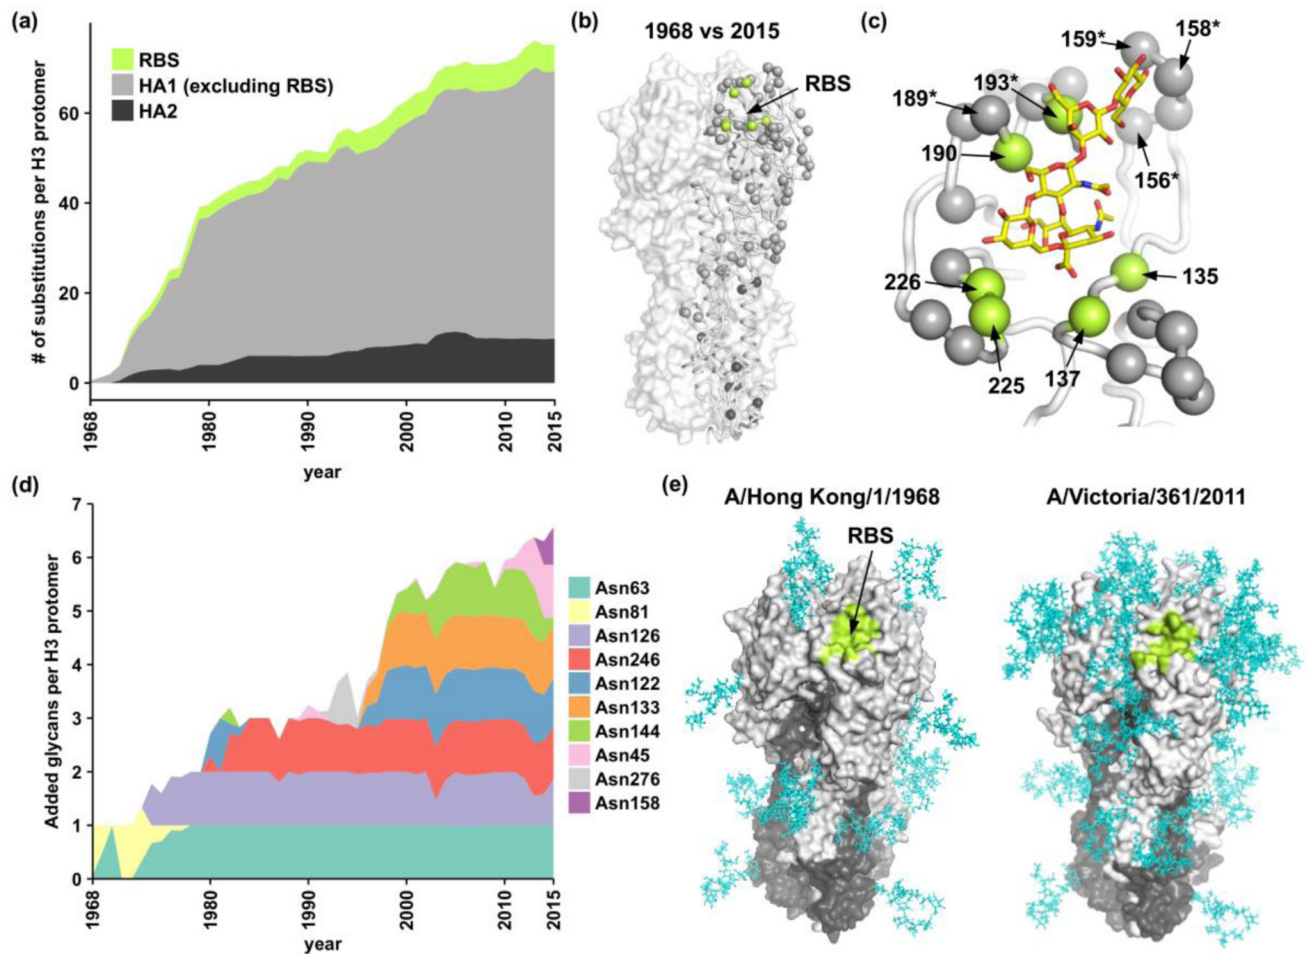 (a)
RBS
HA1 (excluding RBS)
HA2
# of substitutions per H3 protomer
60
40
20
0
1968
1980
1990
2000
2010
2015
year
(b)
1968 vs 2015
RBS
(c)
159*
158*
193*
189*
190
156*
226
135
225
137
(d)
Added glycans per H3 protomer
7
6
5
4
3
2
1
0
1968
1980
1990
2000
2010
2015
year
Asn63
Asn81
Asn126
Asn246
Asn122
Asn133
Asn144
Asn45
Asn276
Asn158
(e)
A/Hong Kong/1/1968
A/Victoria/361/2011
RBS